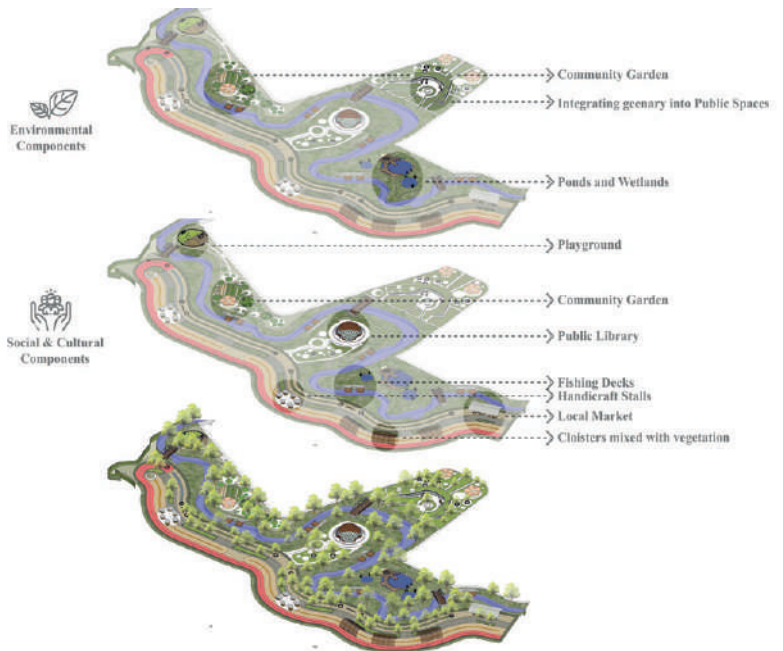 Community Garden
Integrating geenary into Public Spaces
Environmental
Components
Ponds and Wetlands
Playground
Community Garden
Public Library
Social & Cultural
Components
Fishing Decks
Handicraft Stalls
Local Market
Cloisters mixed with vegetation